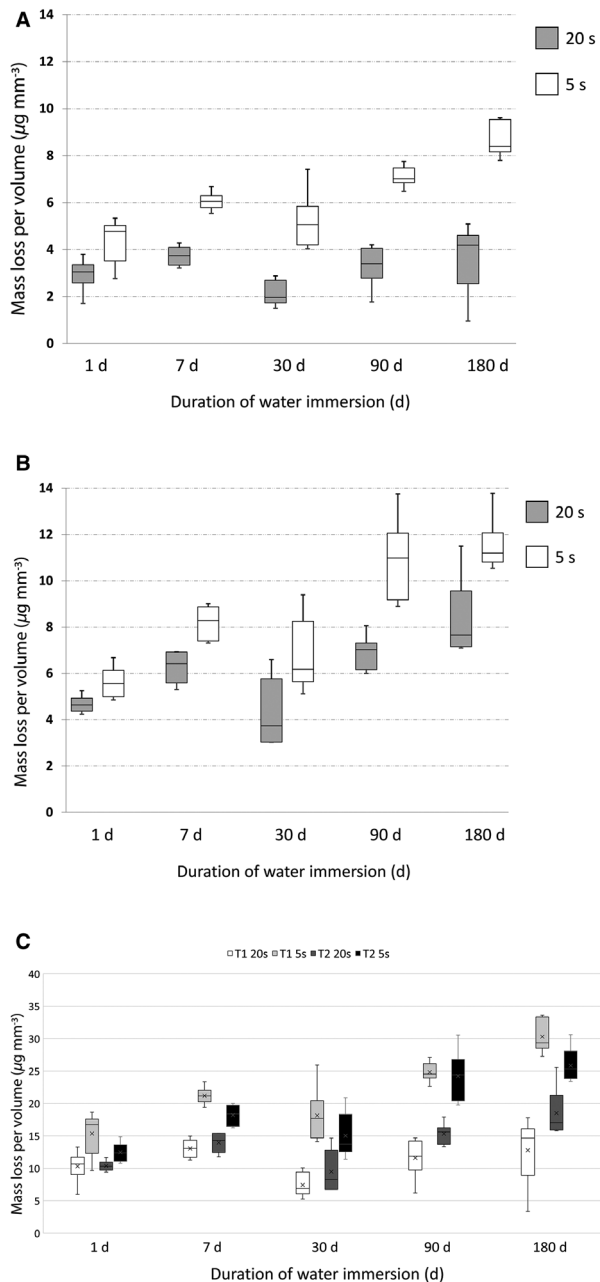 A
20 s
5 s
Mass loss per volume (µg mm⁻³)
14
12
10
8
6
4
2
0
1 d 7 d 30 d 90 d 180 d
Duration of water immersion (d)
B
20 s
5 s
Mass loss per volume (µg mm⁻³)
14
12
10
8
6
4
2
0
1 d 7 d 30 d 90 d 180 d
Duration of water immersion (d)
C
T1 20s T1 5s T2 20s T2 5s
Mass loss per volume (µg mm⁻³)
40
35
30
25
20
15
10
5
0
1 d 7 d 30 d 90 d 180 d
Duration of water immersion (d)